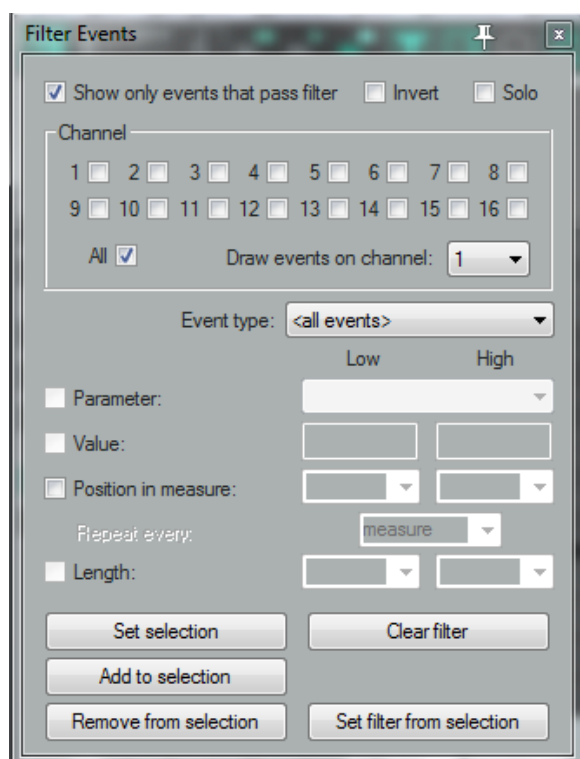 Filter Events
Show only events that pass filter Invert Solo
Channel
1 2 3 4 5 6 7 8
9 10 11 12 13 14 15 16
All Draw events on channel: 1
Event type: <all events>
Low High
Parameter:
Value:
Position in measure:
Repeat every: measure
Length:
Set selection Clear filter
Add to selection
Remove from selection Set filter from selection